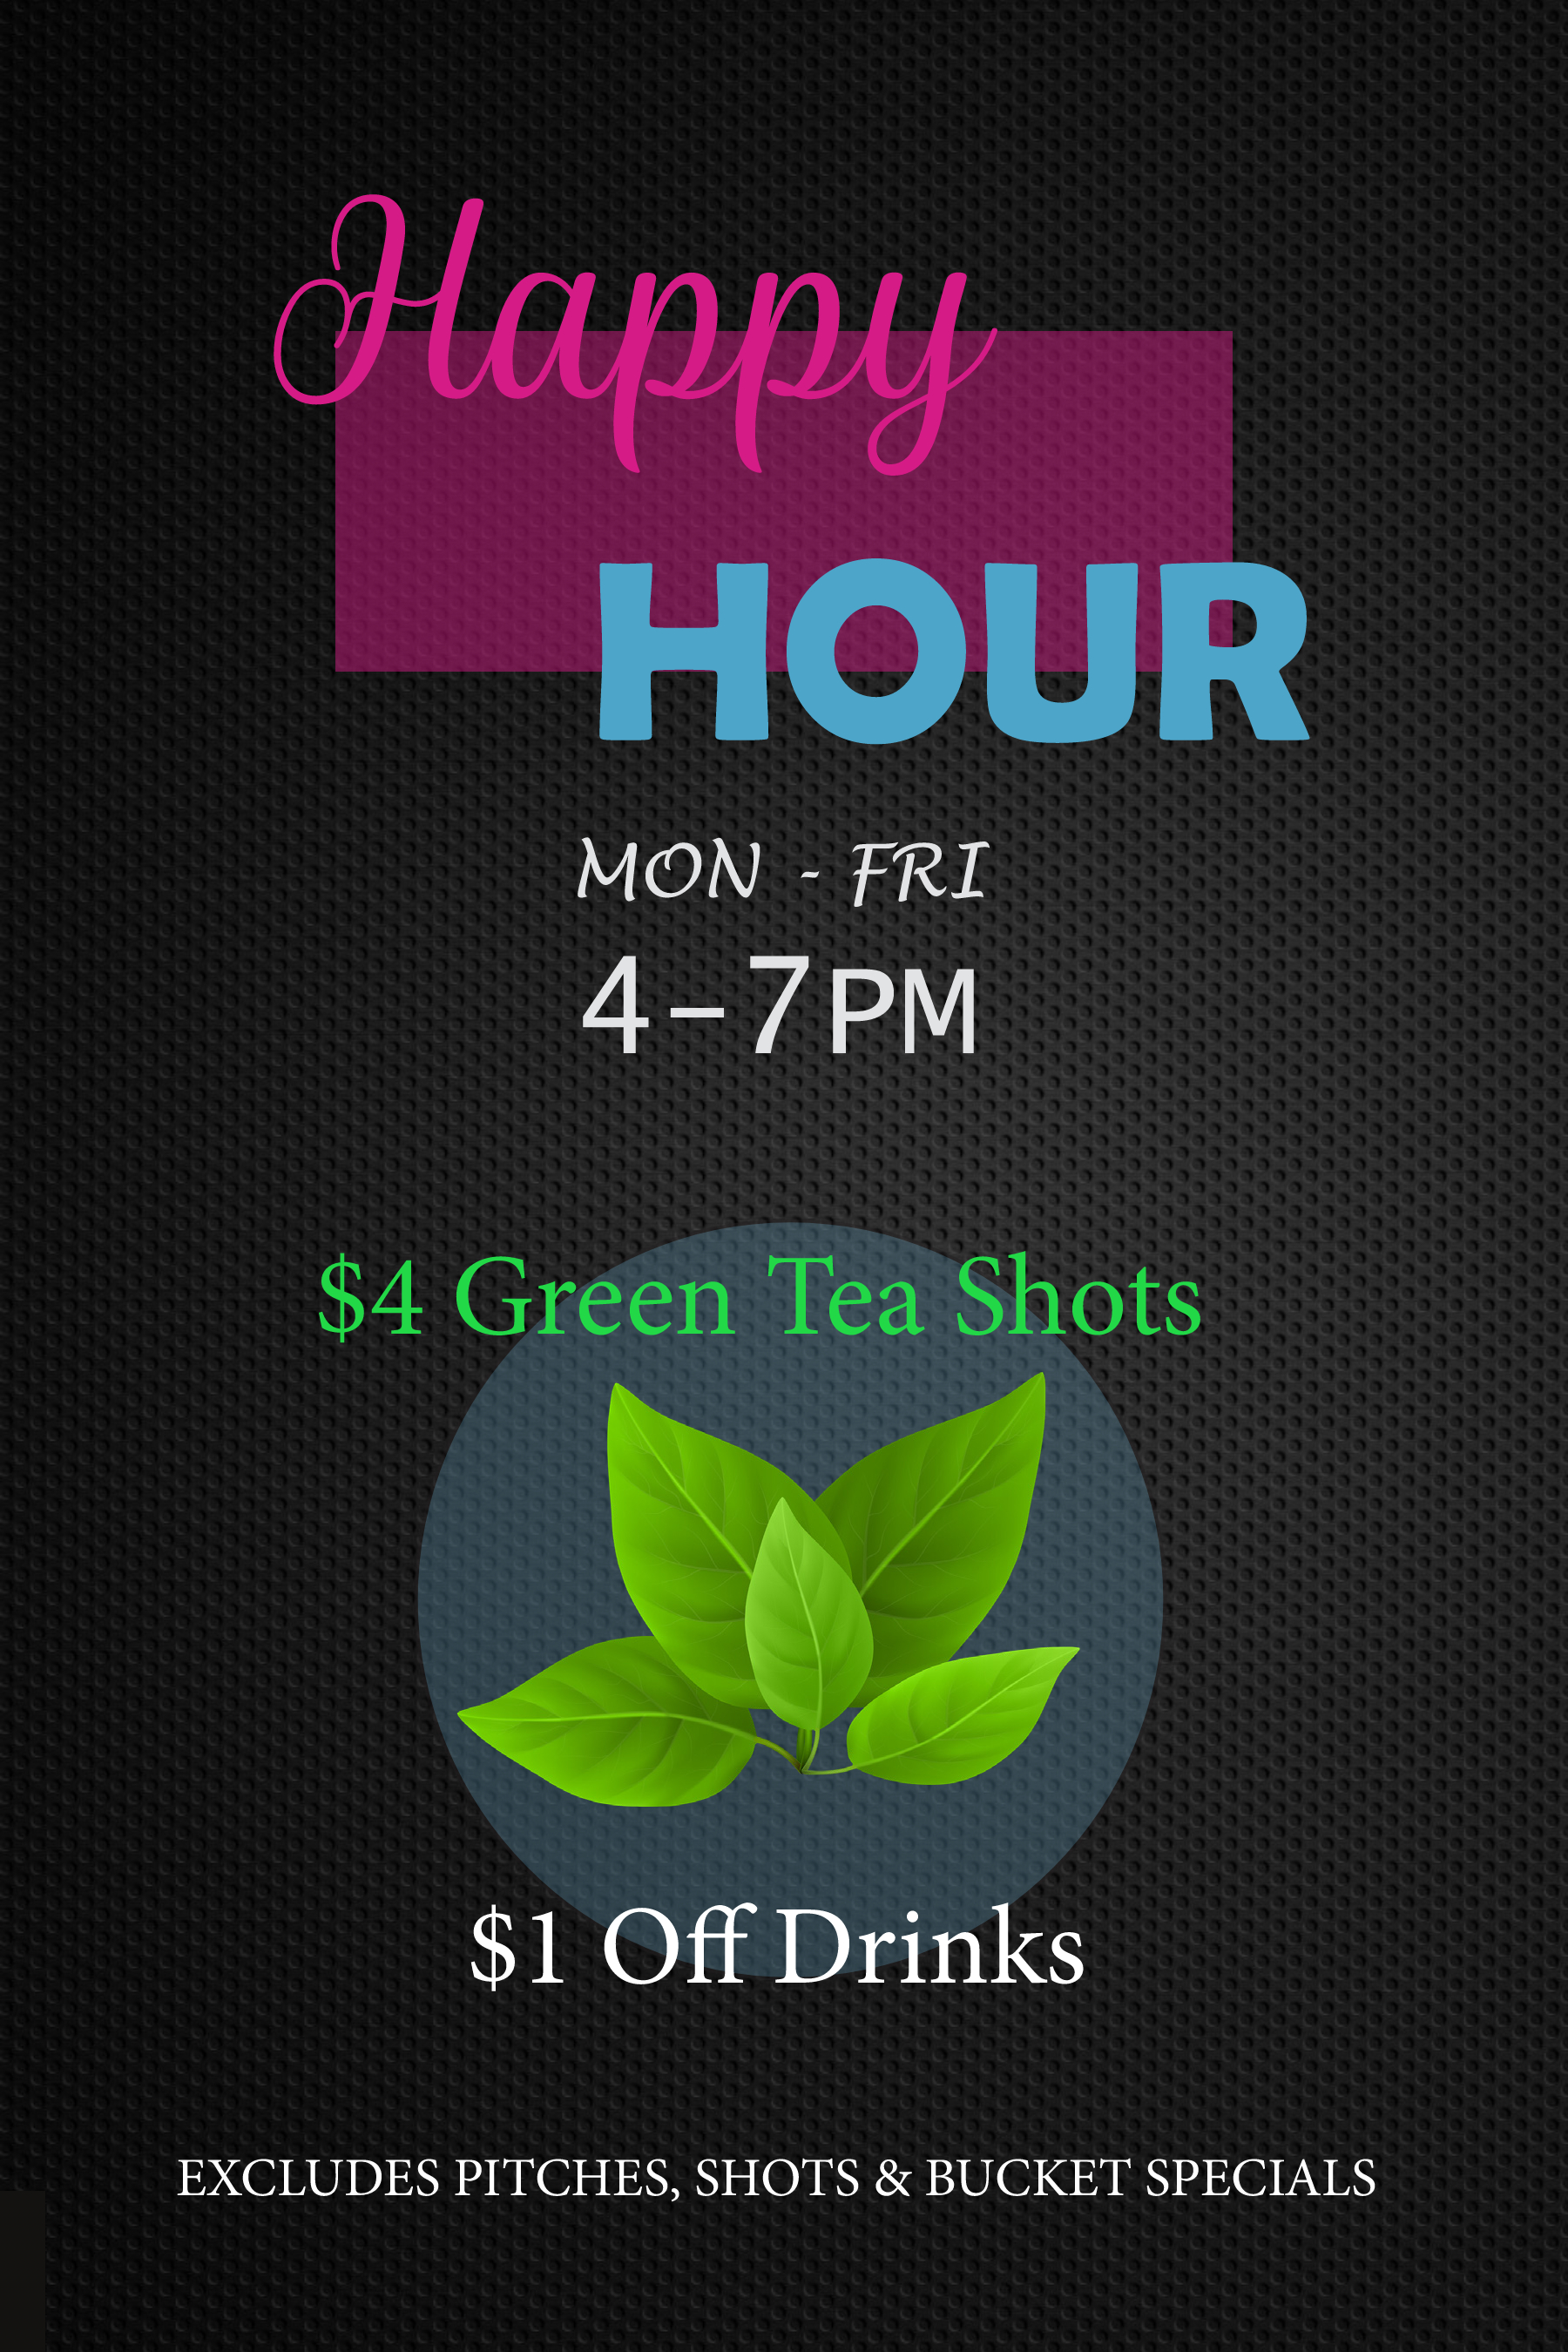 Happy
HOUR
MON - FRI
4-7PM
$4 Green Tea Shots
$1 Off Drinks
EXCLUDES PITCHES, SHOTS & BUCKET SPECIALS